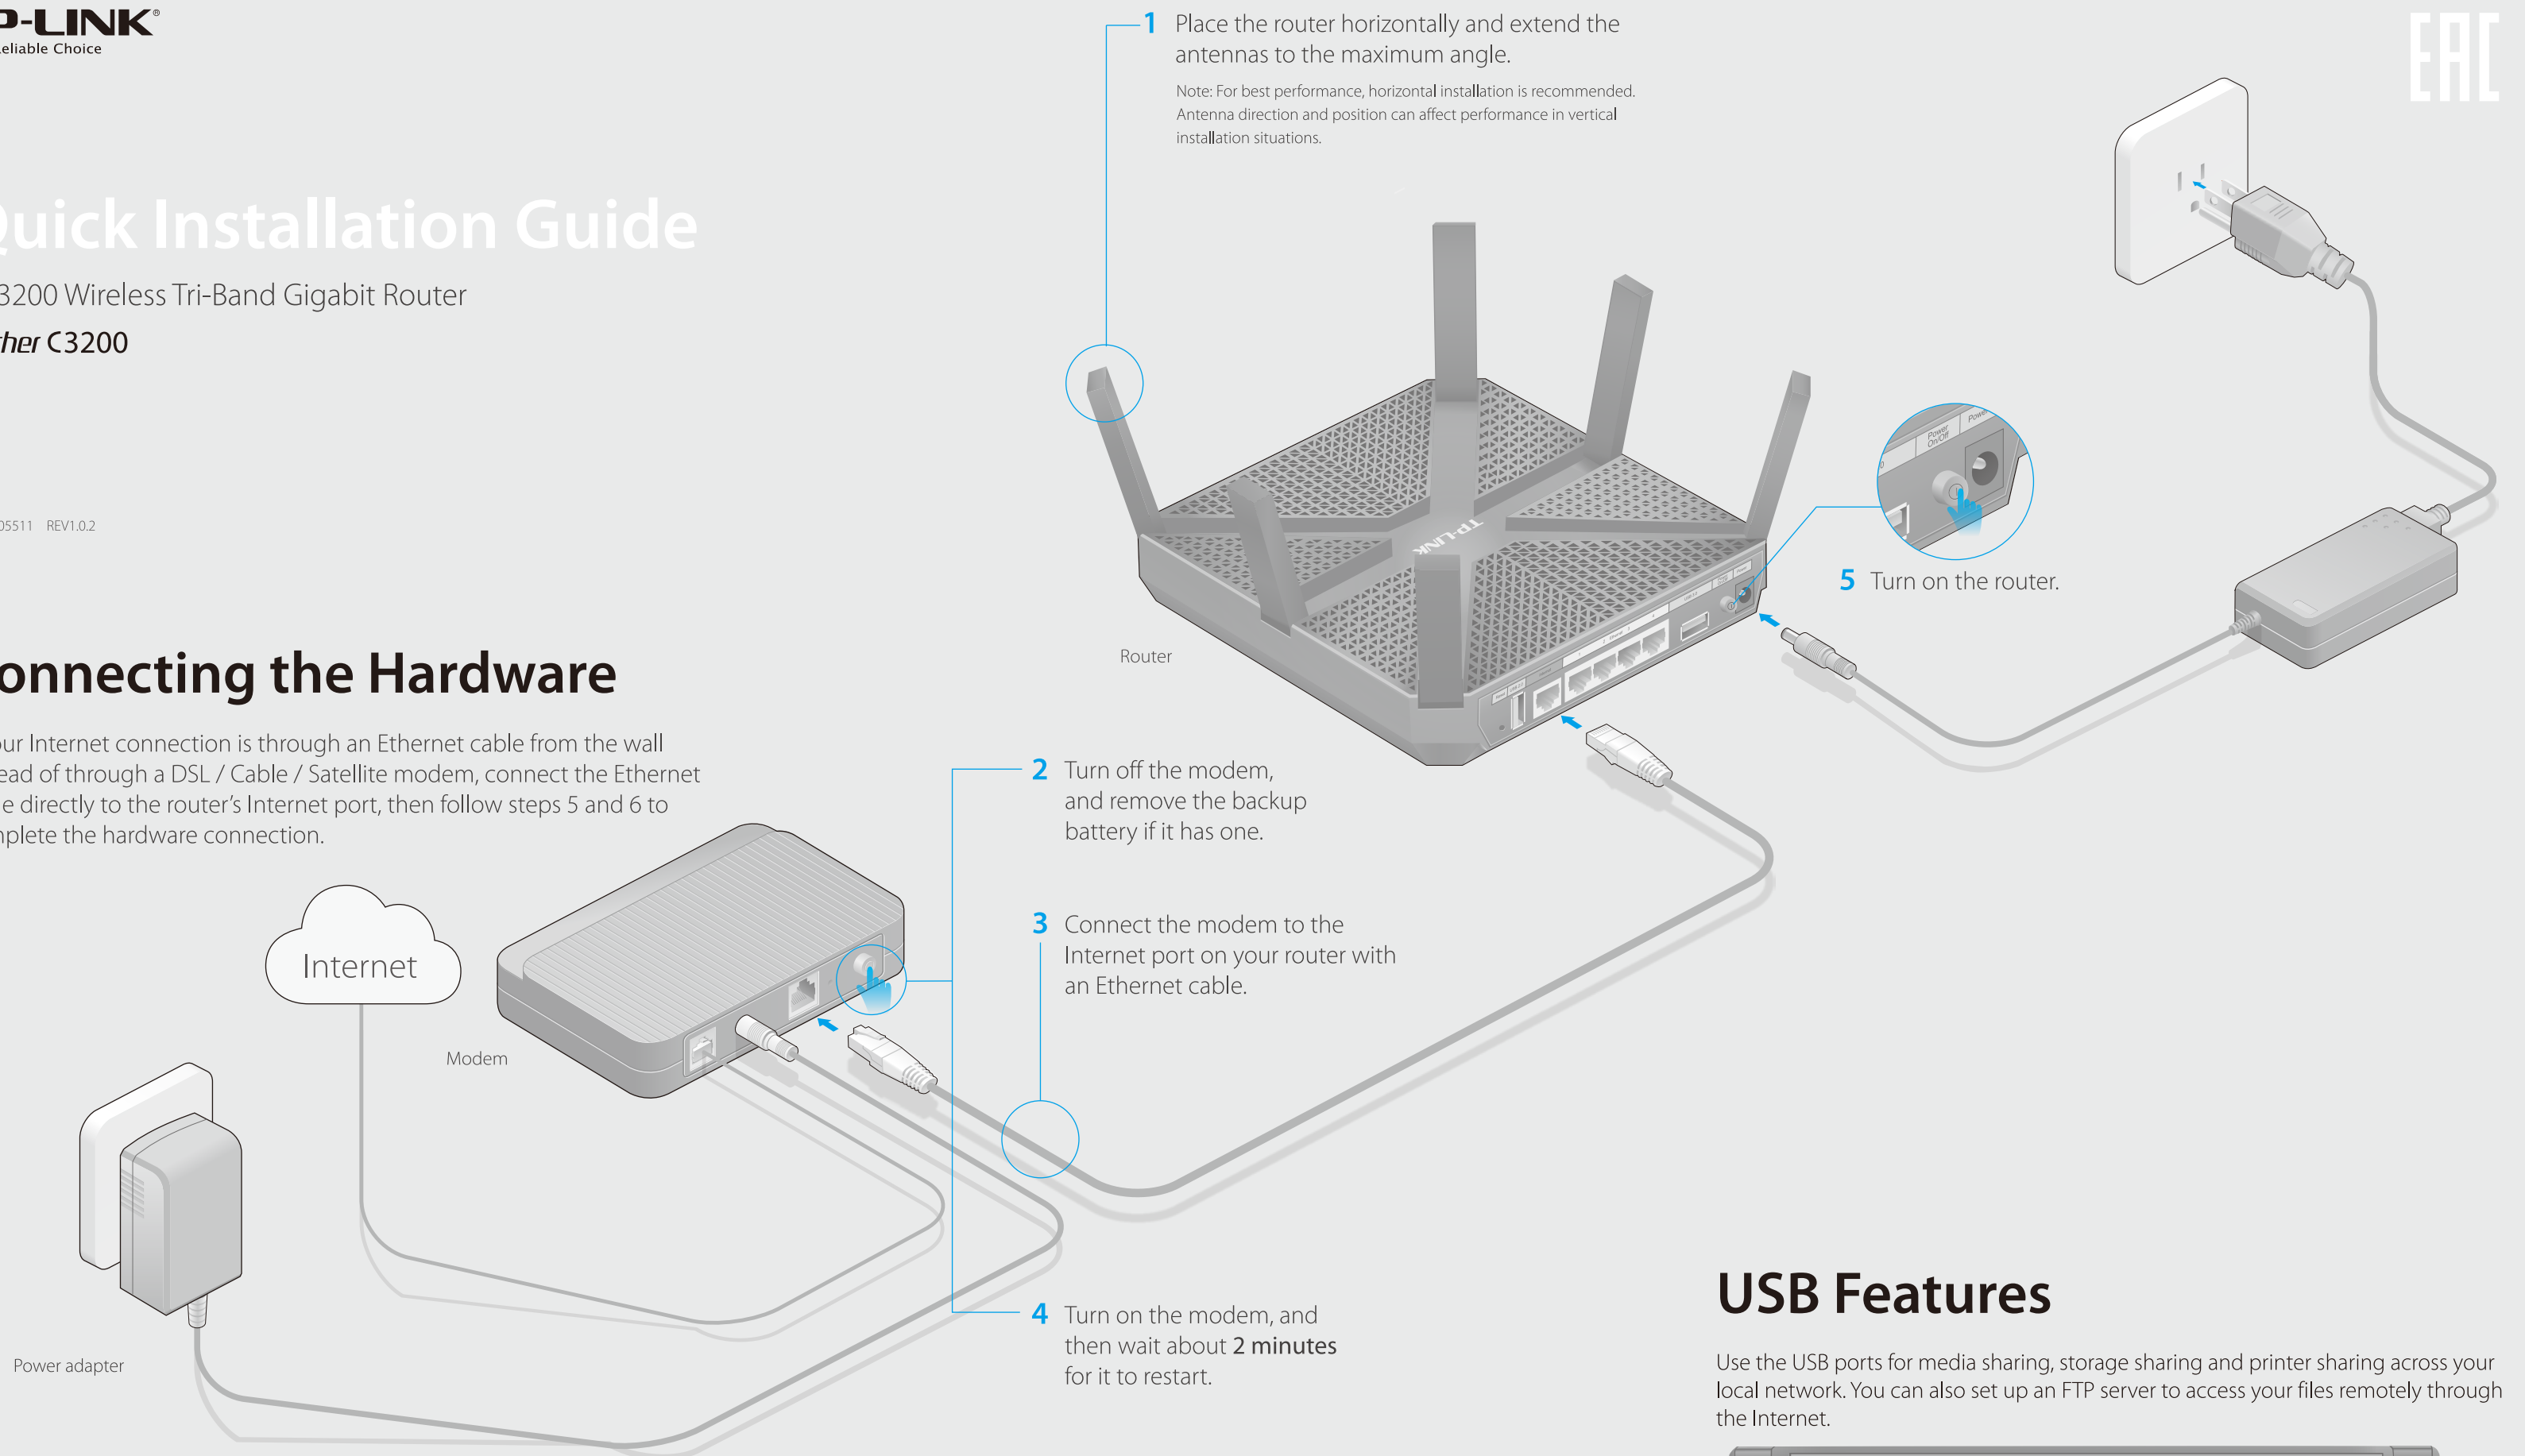 P-LINK®
Reliable Choice
Quick Installation Guide
3200 Wireless Tri-Band Gigabit Router
cher C3200
05511 REV1.0.2
onnecting the Hardware
our Internet connection is through an Ethernet cable from the wall
ead of through a DSL / Cable / Satellite modem, connect the Ethernet
e directly to the router's Internet port, then follow steps 5 and 6 to
mplete the hardware connection.
1 Place the router horizontally and extend the
antennas to the maximum angle.
Note: For best performance, horizontal installation is recommended.
Antenna direction and position can affect performance in vertical
installation situations.
EAC
TP-LINK
Power
On/Off
Power
5 Turn on the router.
Router
2 Turn off the modem,
and remove the backup
battery if it has one.
3 Connect the modem to the
Internet port on your router with
an Ethernet cable.
Internet
Modem
Power adapter
4 Turn on the modem, and
then wait about 2 minutes
for it to restart.
USB Features
Use the USB ports for media sharing, storage sharing and printer sharing across your
local network. You can also set up an FTP server to access your files remotely through
the Internet.